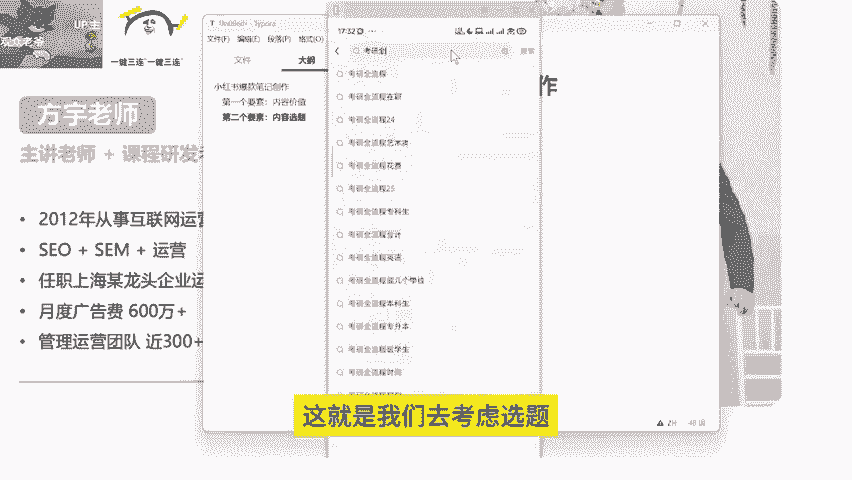 UP主
一键三连 一键三连
方宇老师
主讲老师 + 课程研发
• 2012年从事互联网运营
• SEO + SEM + 运营
• 任职上海某龙头企业运
• 月度广告费 600万+
• 管理运营团队 近300+
Untitled - Typora
文件(F) 编辑(E) 段落(P) 格式(O)
文件 大纲
小红书爆款笔记创作
第一个要素：内容价值
第二个要素：内容选题
作
17:32
考研全 搜索
考研全流程
考研全流程在职
考研全流程24
考研全流程艺术类
考研全流程花费
考研全流程25
考研全流程专科生
考研全流程会计
考研全流程英语
考研全流程能几个学校
考研全流程本科生
考研全流程专升本
考研全流程医学生
考研全流程时间
这就是我们去考虑选题